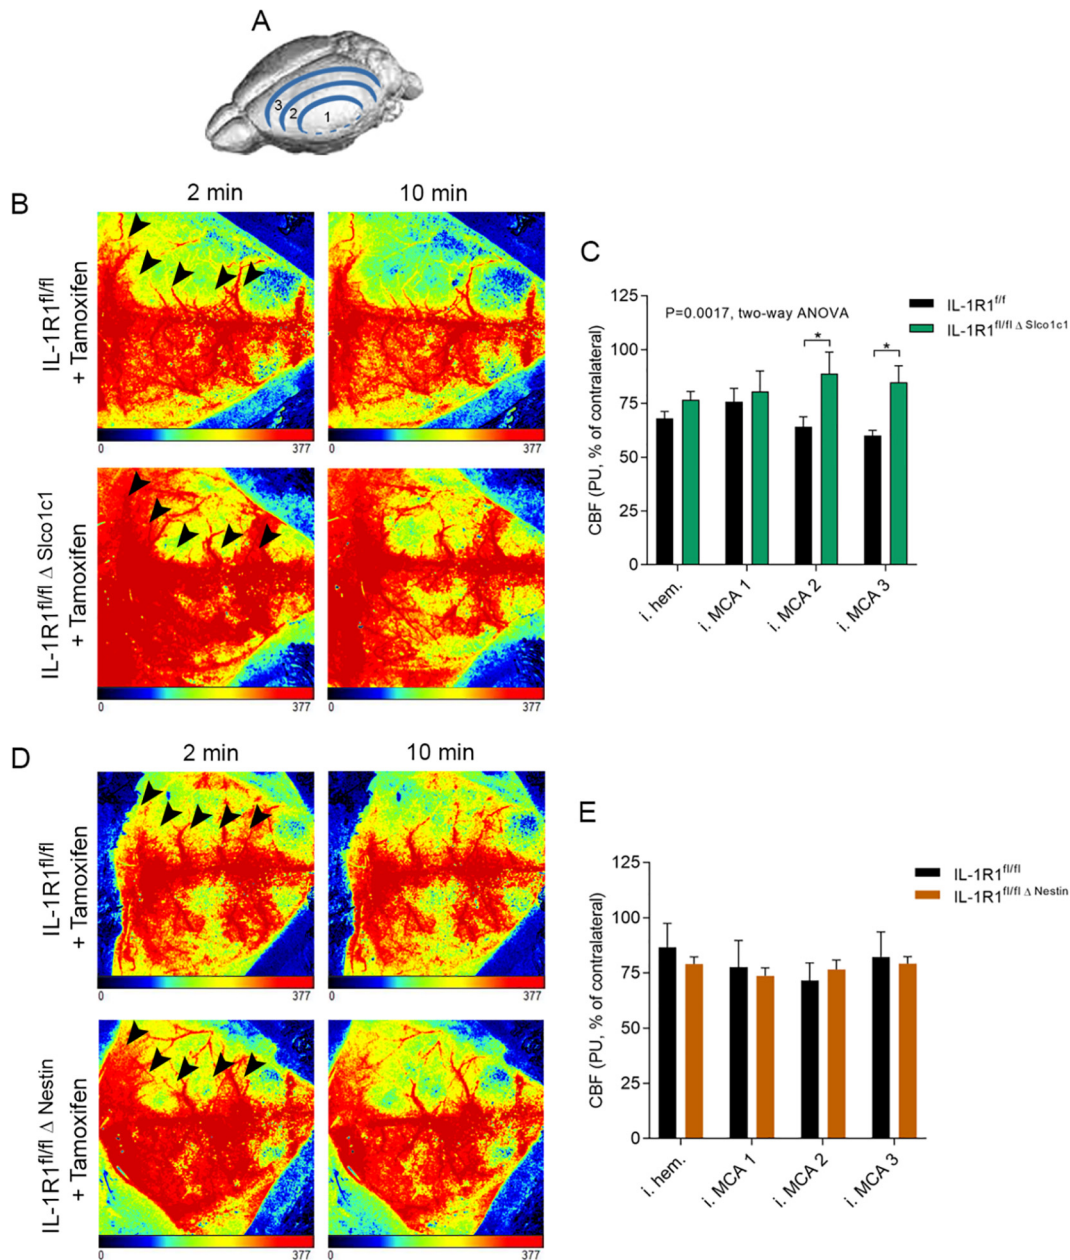 A
3
2
1
B
2 min
10 min
IL-1R1fl/fl
+ Tamoxifen
0
377
0
377
IL-1R1fl/fl Δ Slco1c1
+ Tamoxifen
0
377
0
377
C
CBF (PU, % of contralateral)
125
100
75
50
25
0
P=0.0017, two-way ANOVA
*
*
IL-1R1f/f
IL-1R1fl/fl Δ Slco1c1
i. hem.
i. MCA 1
i. MCA 2
i. MCA 3
D
2 min
10 min
IL-1R1fl/fl
+ Tamoxifen
0
377
0
377
IL-1R1fl/fl Δ Nestin
+ Tamoxifen
0
377
0
377
E
CBF (PU, % of contralateral)
125
100
75
50
25
0
IL-1R1fl/fl
IL-1R1fl/fl Δ Nestin
i. hem.
i. MCA 1
i. MCA 2
i. MCA 3